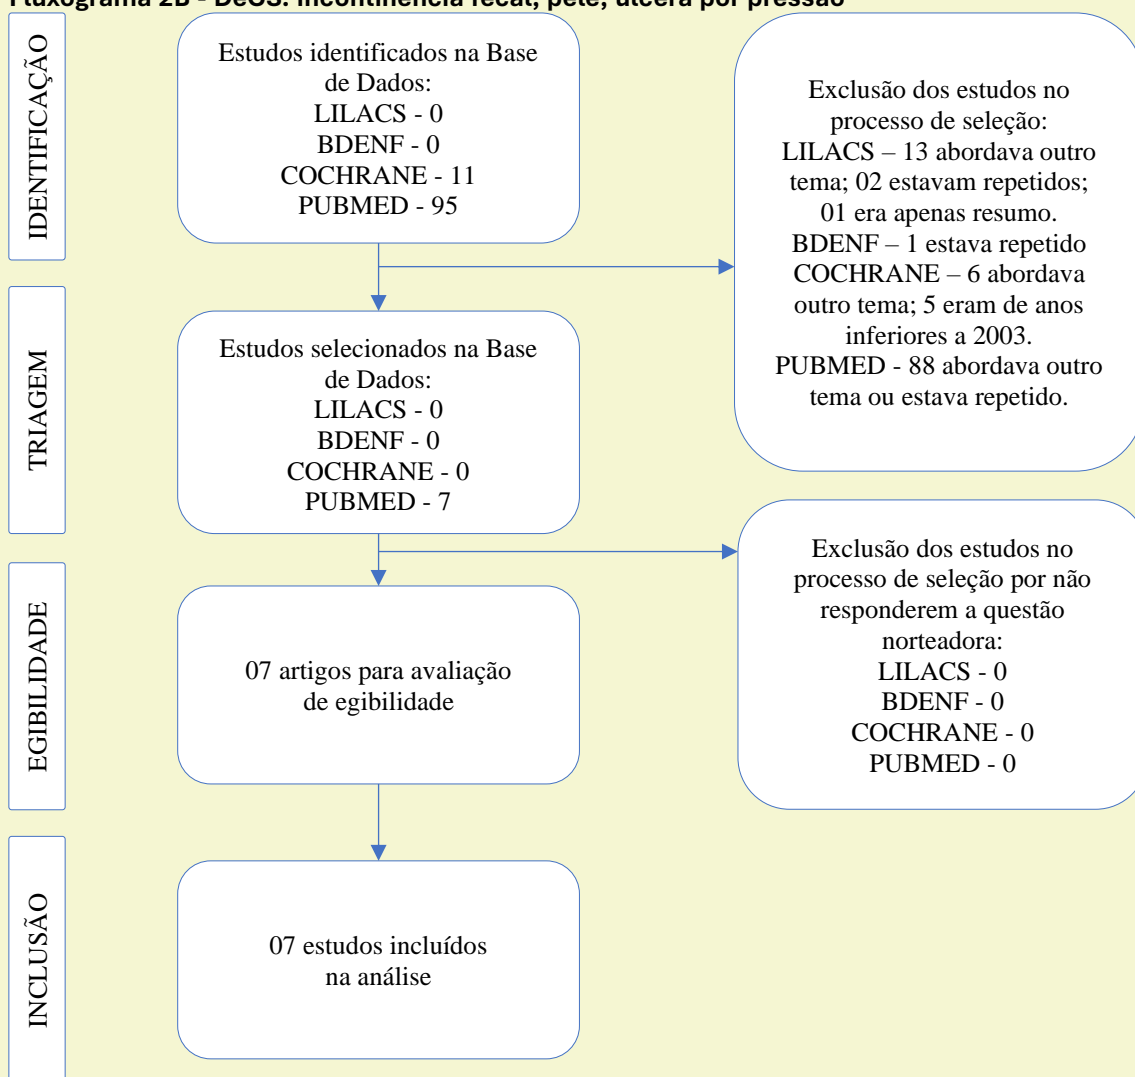 Fluxograma 2B - DeCS: incontinência fecal, pele, úlcera por pressão
IDENTIFICAÇÃO
Estudos identificados na Base
de Dados:
LILACS - 0
BDENF - 0
COCHRANE - 11
PUBMED - 95
Exclusão dos estudos no
processo de seleção:
LILACS – 13 abordava outro
tema; 02 estavam repetidos;
01 era apenas resumo.
BDENF – 1 estava repetido
COCHRANE – 6 abordava
outro tema; 5 eram de anos
inferiores a 2003.
PUBMED - 88 abordava outro
tema ou estava repetido.
TRIAGEM
Estudos selecionados na Base
de Dados:
LILACS - 0
BDENF - 0
COCHRANE - 0
PUBMED - 7
Exclusão dos estudos no
processo de seleção por não
responderem a questão
norteadora:
LILACS - 0
BDENF - 0
COCHRANE - 0
PUBMED - 0
EGIBILIDADE
07 artigos para avaliação
de egibilidade
INCLUSÃO
07 estudos incluídos
na análise